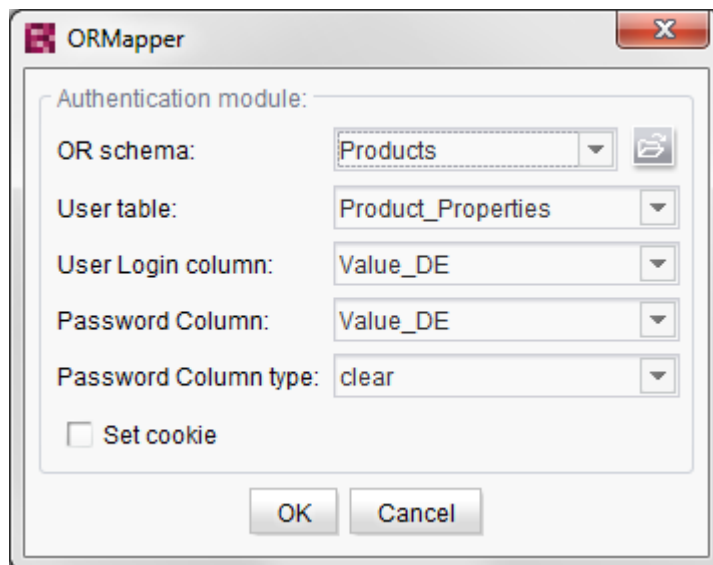 ORMapper
Authentication module:
OR schema: Products
User table: Product_Properties
User Login column: Value_DE
Password Column: Value_DE
Password Column type: clear
Set cookie
OK Cancel